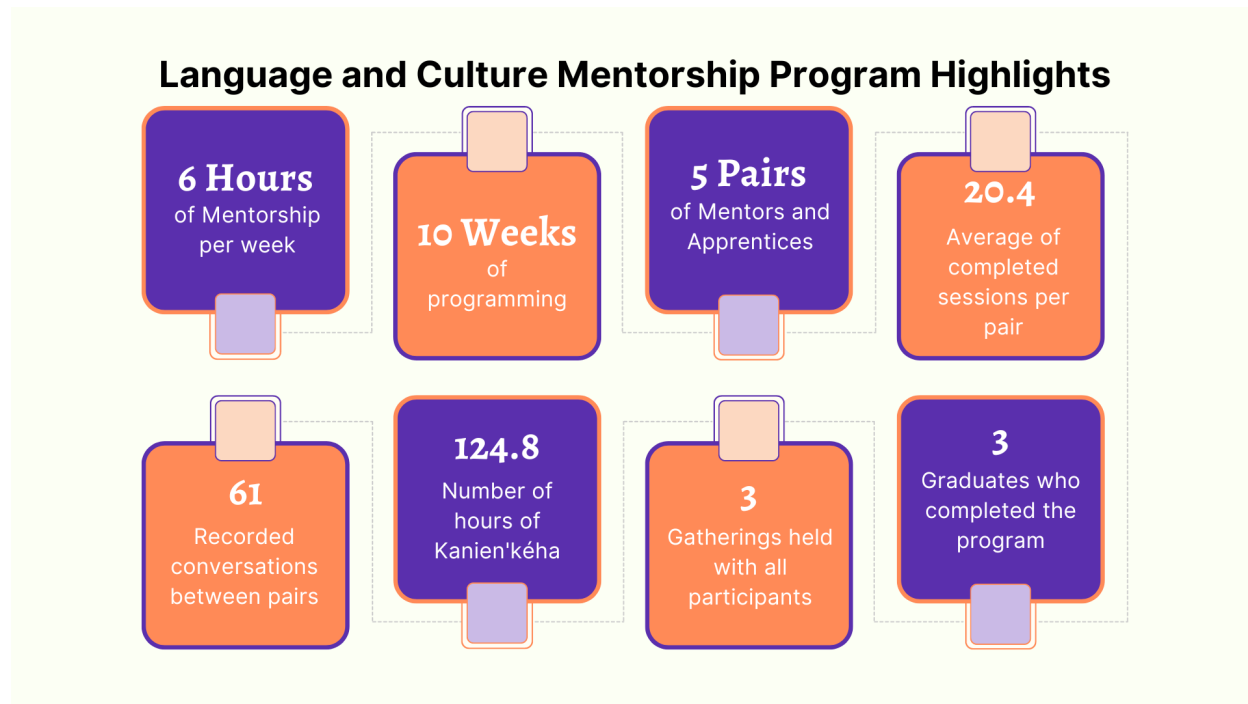 Language and Culture Mentorship Program Highlights
6 Hours
of Mentorship
per week
10 Weeks
of
programming
5 Pairs
of Mentors and
Apprentices
20.4
Average of
completed
sessions per
pair
61
Recorded
conversations
between pairs
124.8
Number of
hours of
Kanien'kéha
3
Gatherings held
with all
participants
3
Graduates who
completed the
program